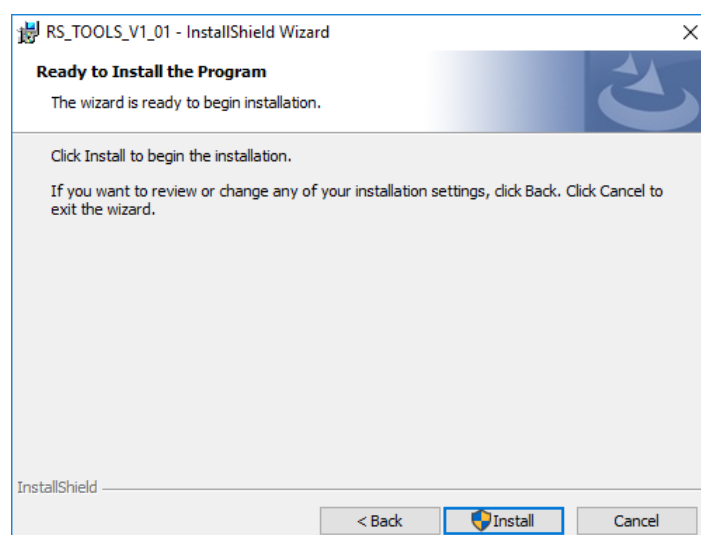 RS_TOOLS_V1_01 - InstallShield Wizard
Ready to Install the Program
The wizard is ready to begin installation.
Click Install to begin the installation.
If you want to review or change any of your installation settings, click Back. Click Cancel to
exit the wizard.
InstallShield
< Back Install Cancel